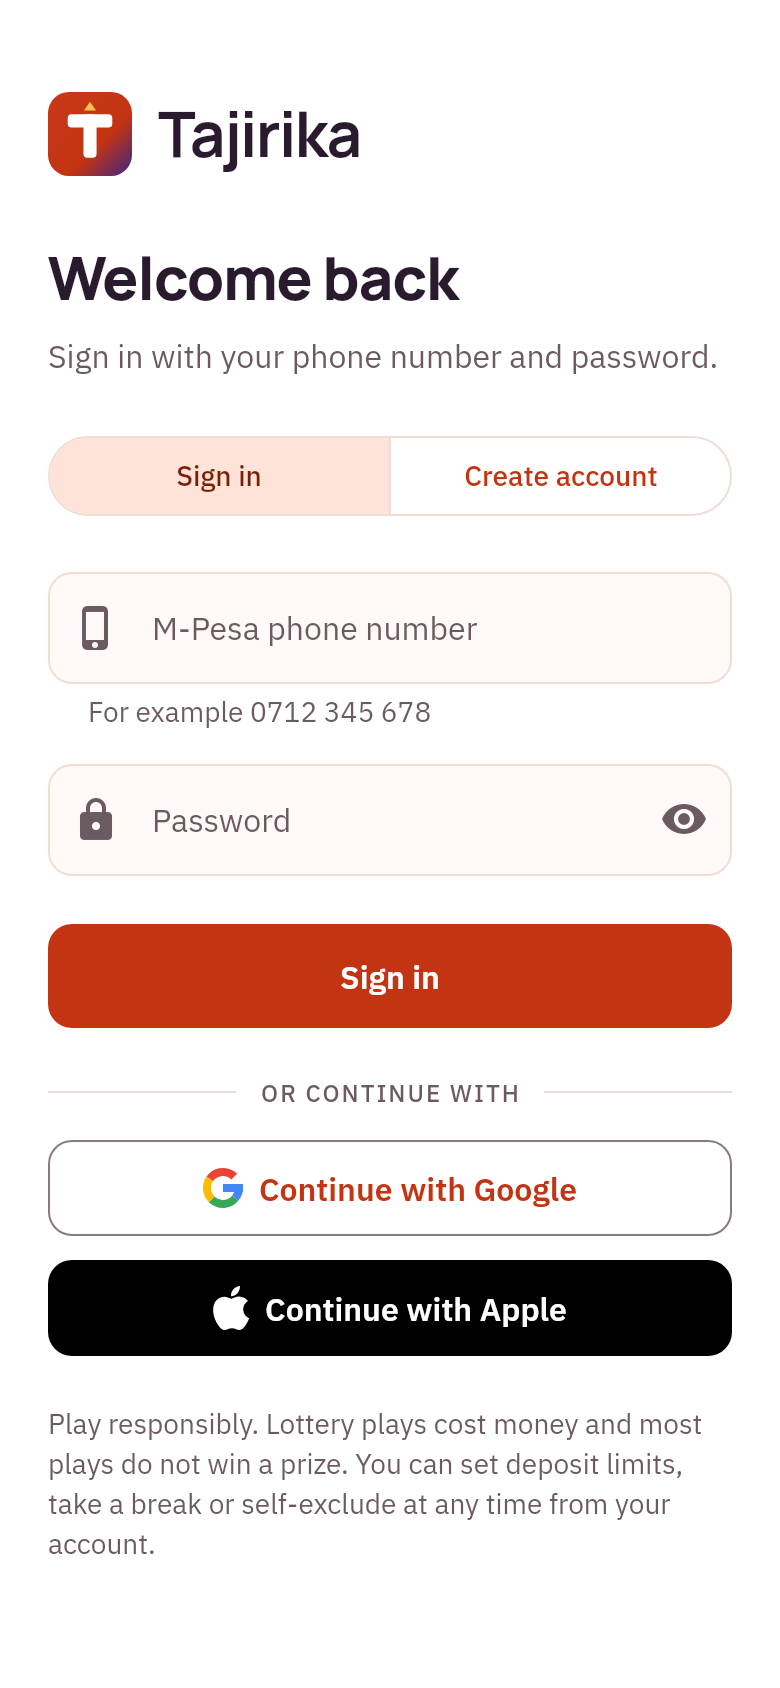 Tajirika
Welcome back
Sign in with your phone number and password.
Sign in
Create account
M-Pesa phone number
For example 0712 345 678
Password
Sign in
OR CONTINUE WITH
Continue with Google
Continue with Apple
Play responsibly. Lottery plays cost money and most
plays do not win a prize. You can set deposit limits,
take a break or self-exclude at any time from your
account.